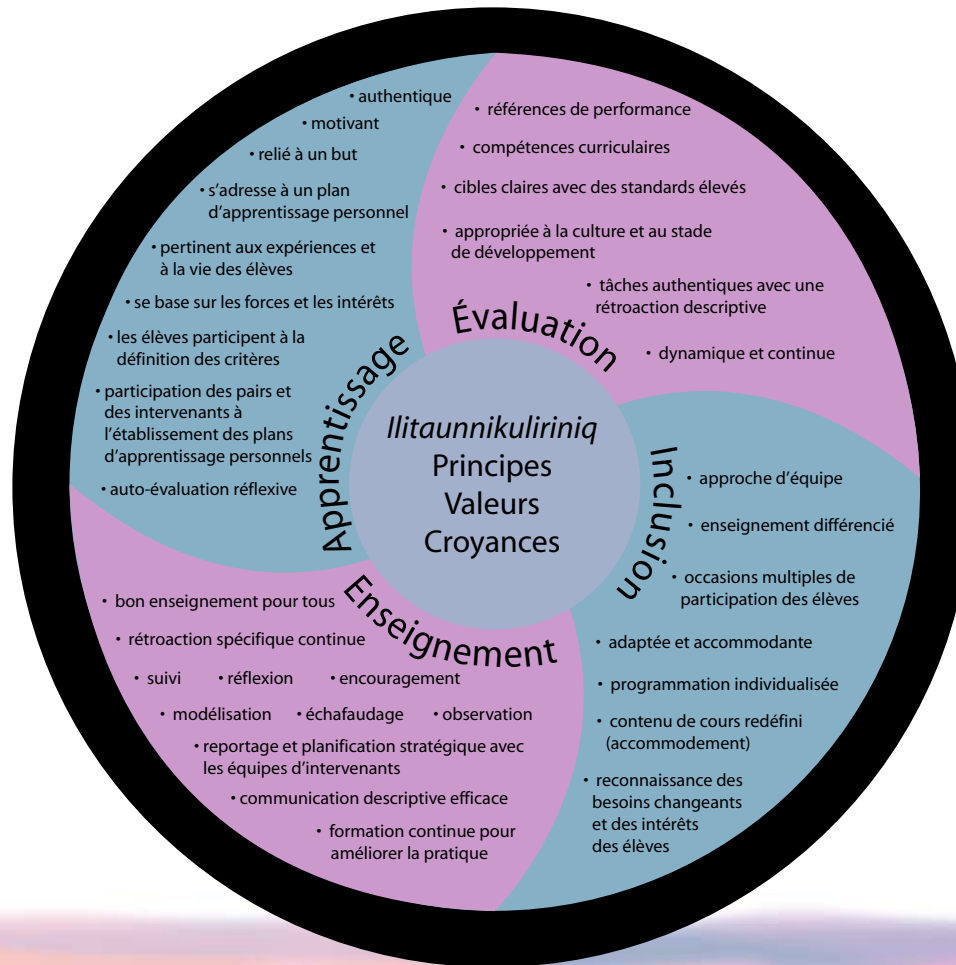 • authentique
• motivant
• relié à un but
• s’adresse à un plan
d’apprentissage personnel
• pertinent aux expériences et
à la vie des élèves
• se base sur les forces et les intérêts
• les élèves participent à la
définition des critères
• participation des pairs et
des intervenants à
l’établissement des plans
d’apprentissage personnels
• auto-évaluation réflexive
Apprentissage
• références de performance
• compétences curriculaires
• cibles claires avec des standards élevés
• appropriée à la culture et au stade
de développement
• tâches authentiques avec une
rétroaction descriptive
• dynamique et continue
Évaluation
Ilitaunnikuliriniq
Principes
Valeurs
Croyances
Inclusion
• approche d’équipe
• enseignement différencié
• occasions multiples de
participation des élèves
• adaptée et accommodante
• programmation individualisée
• contenu de cours redéfini
(accommodement)
• reconnaissance des
besoins changeants
et des intérêts
des élèves
Enseignement
• bon enseignement pour tous
• rétroaction spécifique continue
• suivi • réflexion • encouragement
• modélisation • échafaudage • observation
• reportage et planification stratégique avec
les équipes d’intervenants
• communication descriptive efficace
• formation continue pour
améliorer la pratique